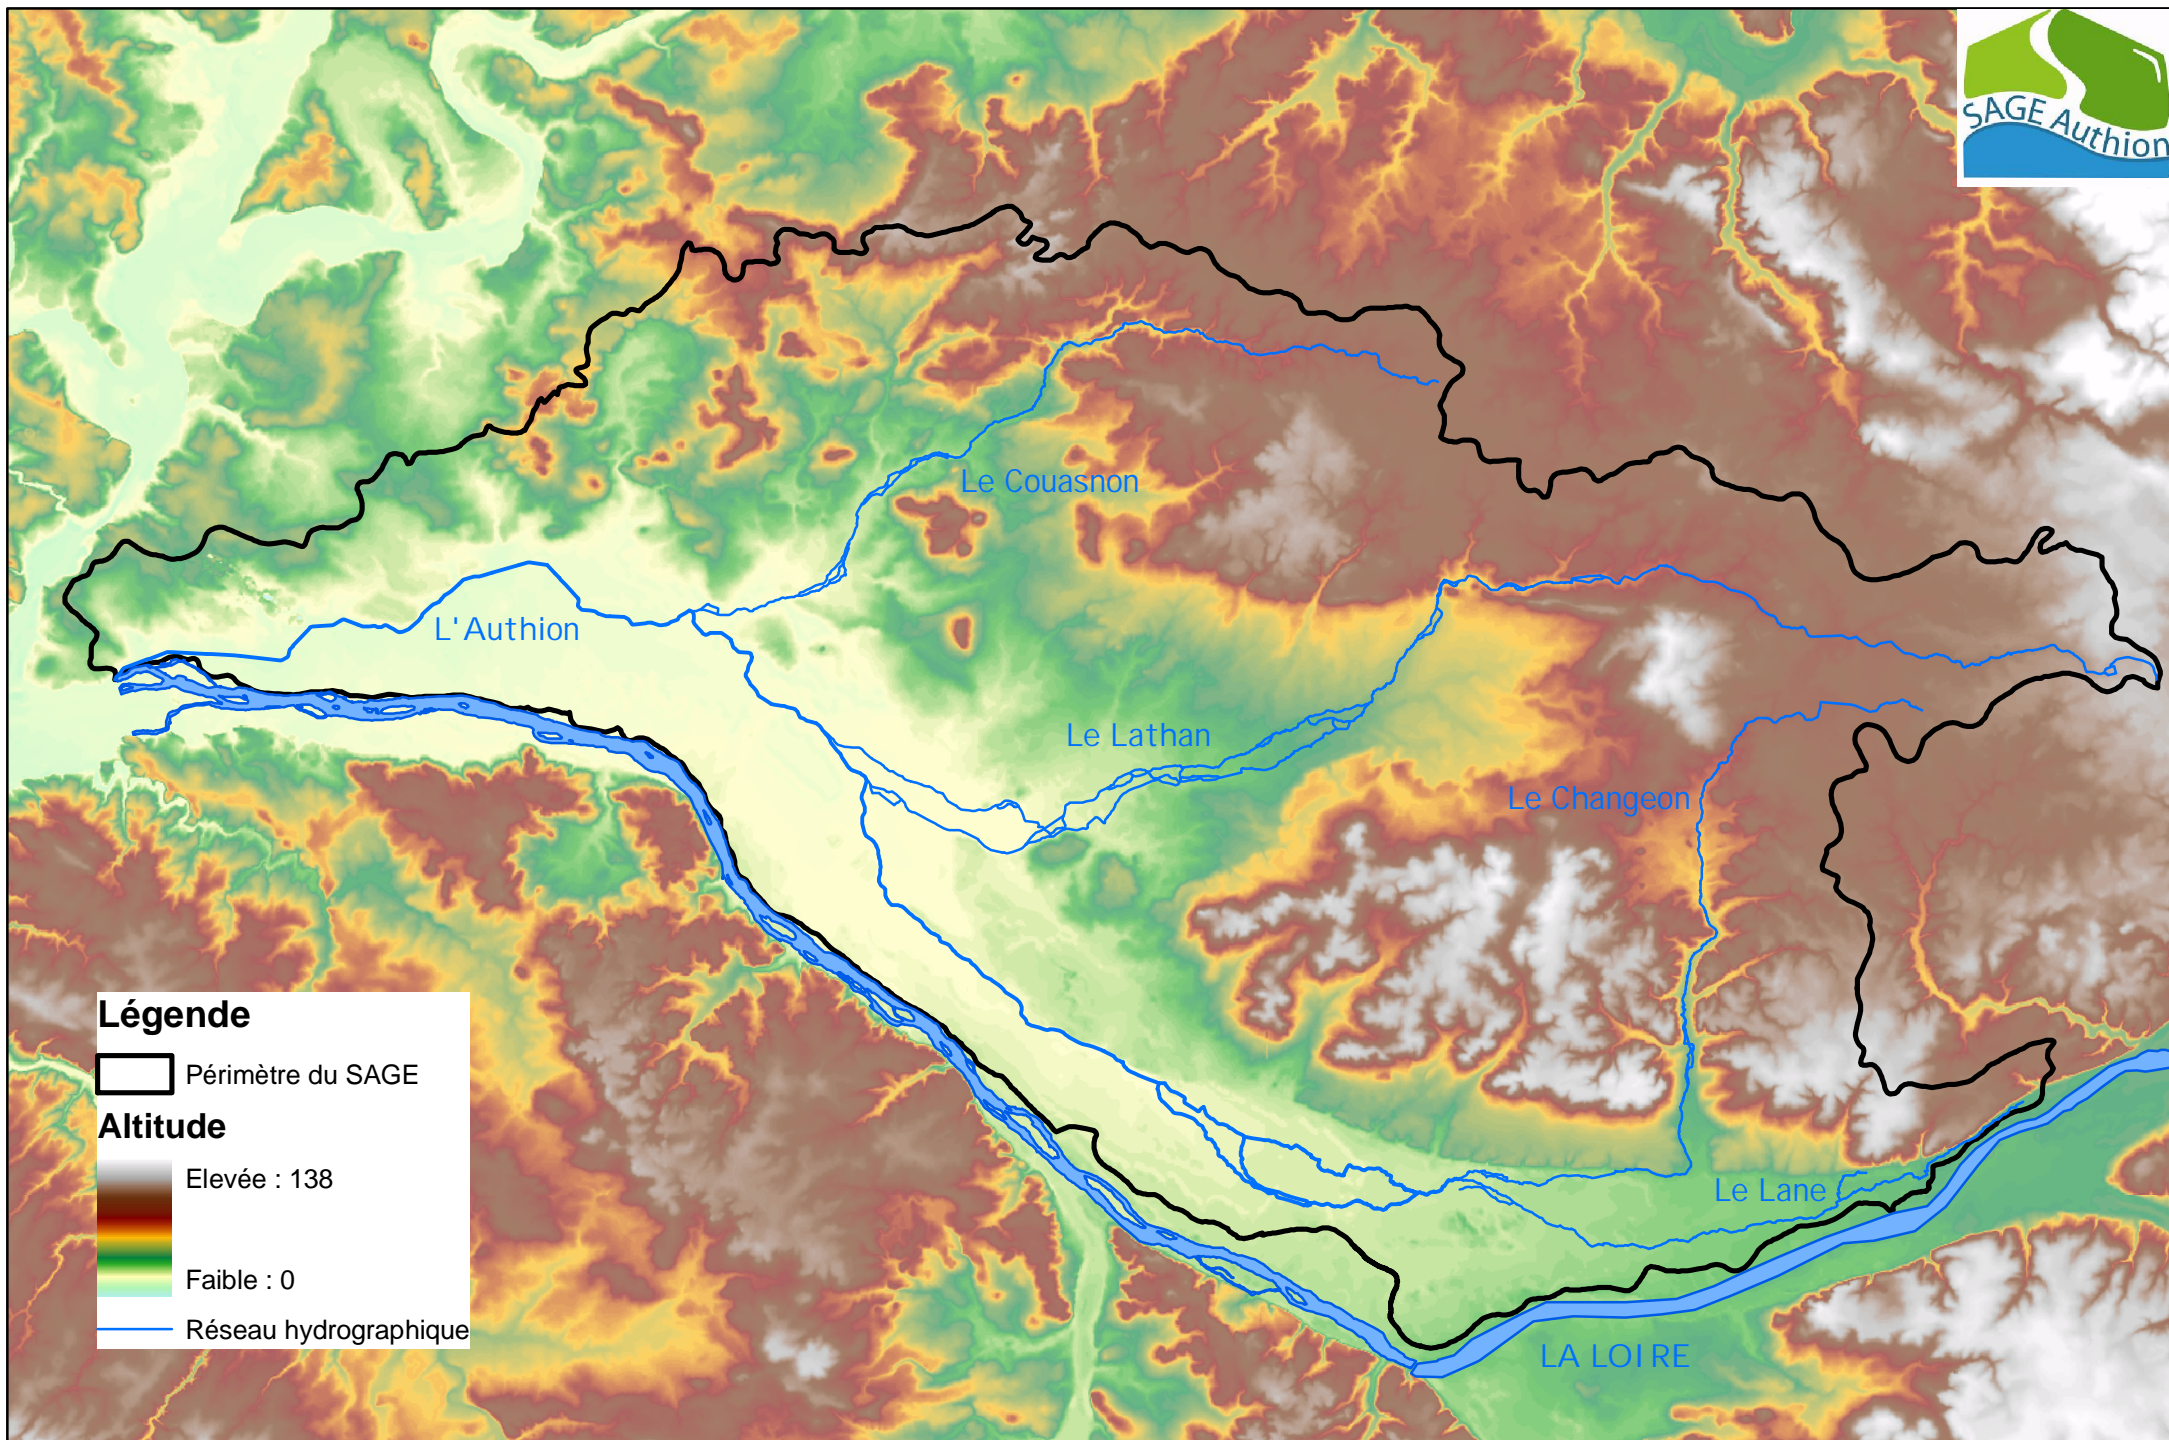 SAGE Authion
Le Couasnon
L'Authion
Le Lathan
Le Changeon
Le Lane
LA LOIRE
Légende
Périmètre du SAGE
Altitude
Elevée : 138
Faible : 0
Réseau hydrographique